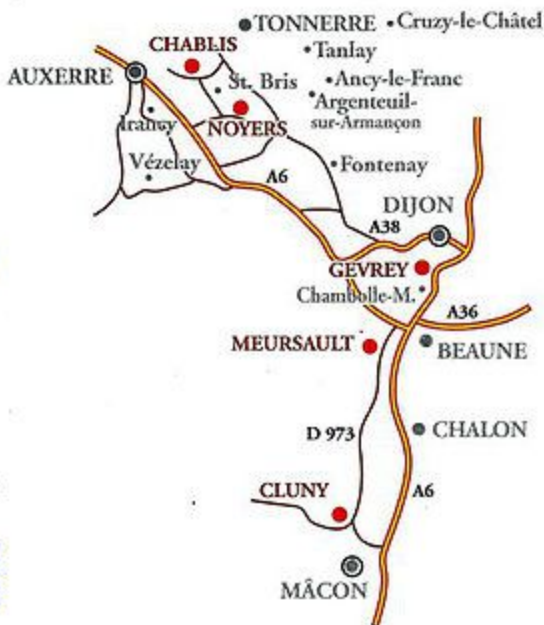 TONNERRE
Cruzy-le-Châtel
CHABLIS
Tanlay
AUXERRE
St. Bris
Ancy-le-Franc
Argenteuil-
sur-Armançon
Irancy
NOYERS
Vézelay
Fontenay
A6
DIJON
A38
GEVREY
Chambolle-M.
A36
MEURSAULT
BEAUNE
D 973
CHALON
CLUNY
A6
MÂCON